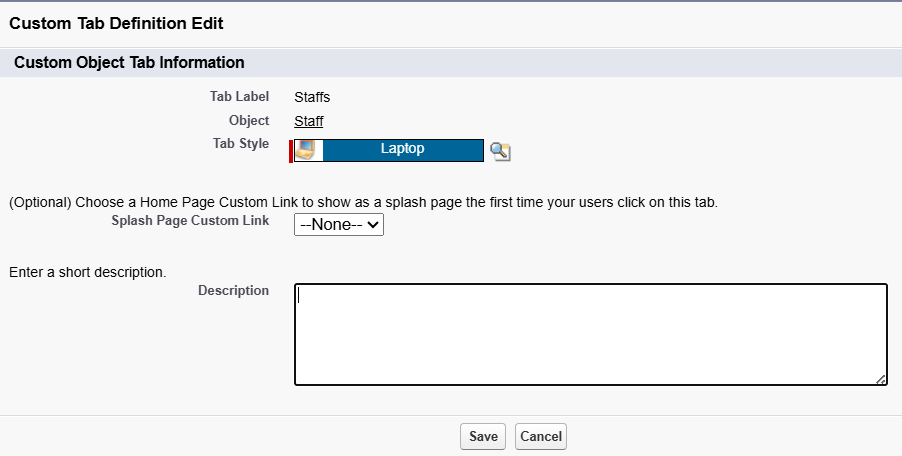 Custom Tab Definition Edit
Custom Object Tab Information
Tab Label Staffs
Object Staff
Tab Style Laptop
(Optional) Choose a Home Page Custom Link to show as a splash page the first time your users click on this tab.
Splash Page Custom Link --None--
Enter a short description.
Description
Save Cancel